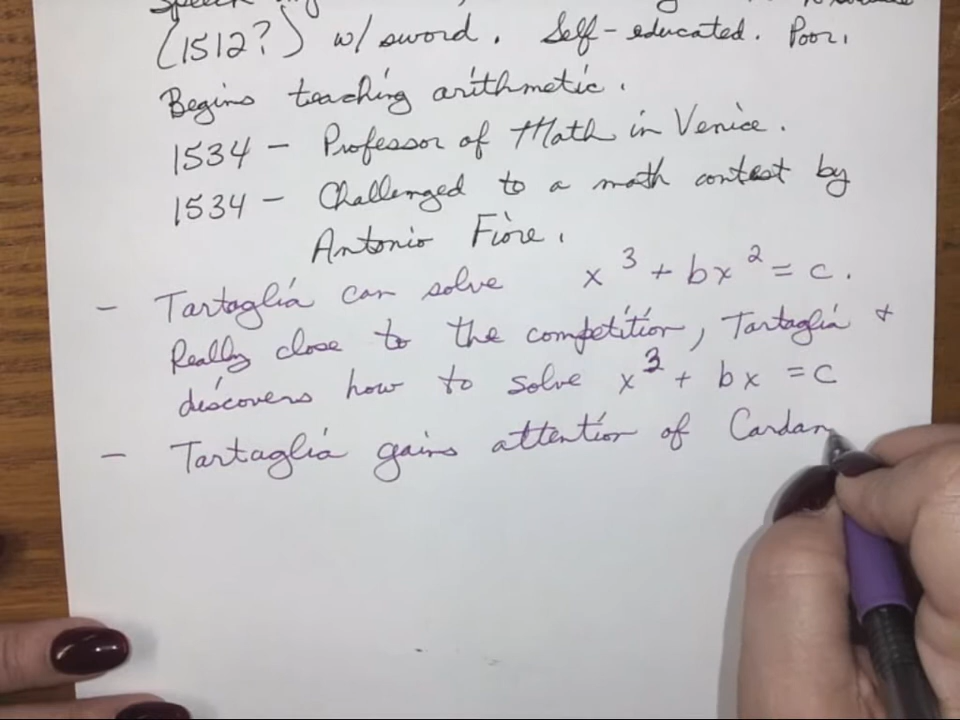 Speech
(1512?) w/ sword. Self-educated. Poor.
Begins teaching arithmetic.
1534 - Professor of Math in Venice.
1534 - Challenged to a math contest by
Antonio Fiore.
- Tartaglia can solve x³ + bx² = c.
Really close to the competition, Tartaglia +
discovers how to solve x³ + bx = c
- Tartaglia gains attention of Cardan